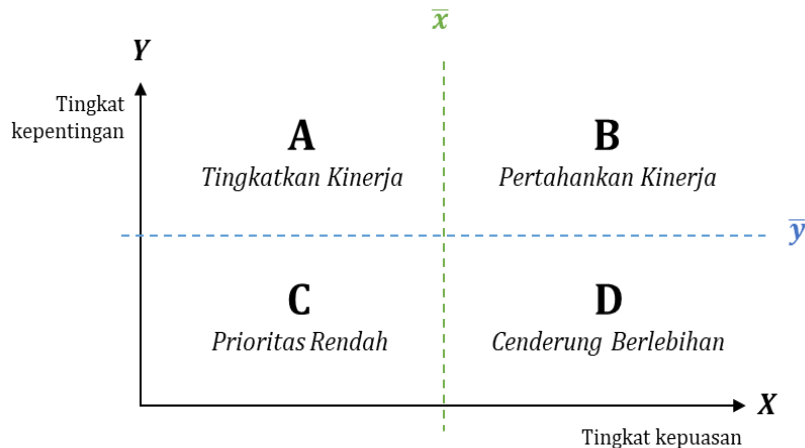 x̅
Y
Tingkat
kepentingan
A
Tingkatkan Kinerja
B
Pertahankan Kinerja
y̅
C
Prioritas Rendah
D
Cenderung Berlebihan
X
Tingkat kepuasan